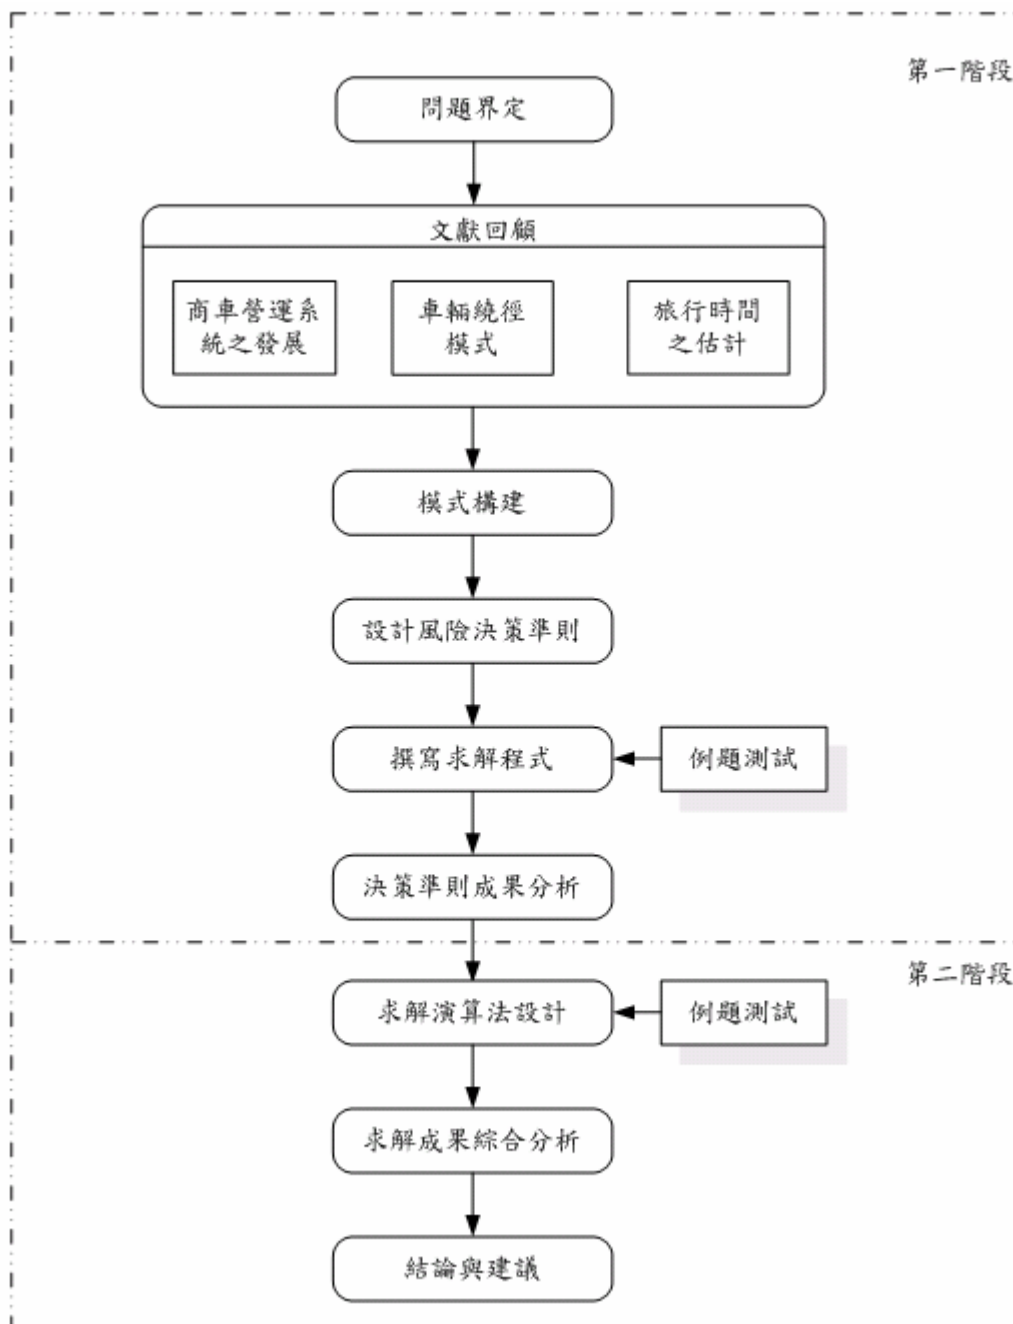 第一階段
問題界定
文獻回顧
商車營運系
統之發展
車輛繞徑
模式
旅行時間
之估計
模式構建
設計風險決策準則
撰寫求解程式
例題測試
決策準則成果分析
第二階段
求解演算法設計
例題測試
求解成果綜合分析
結論與建議